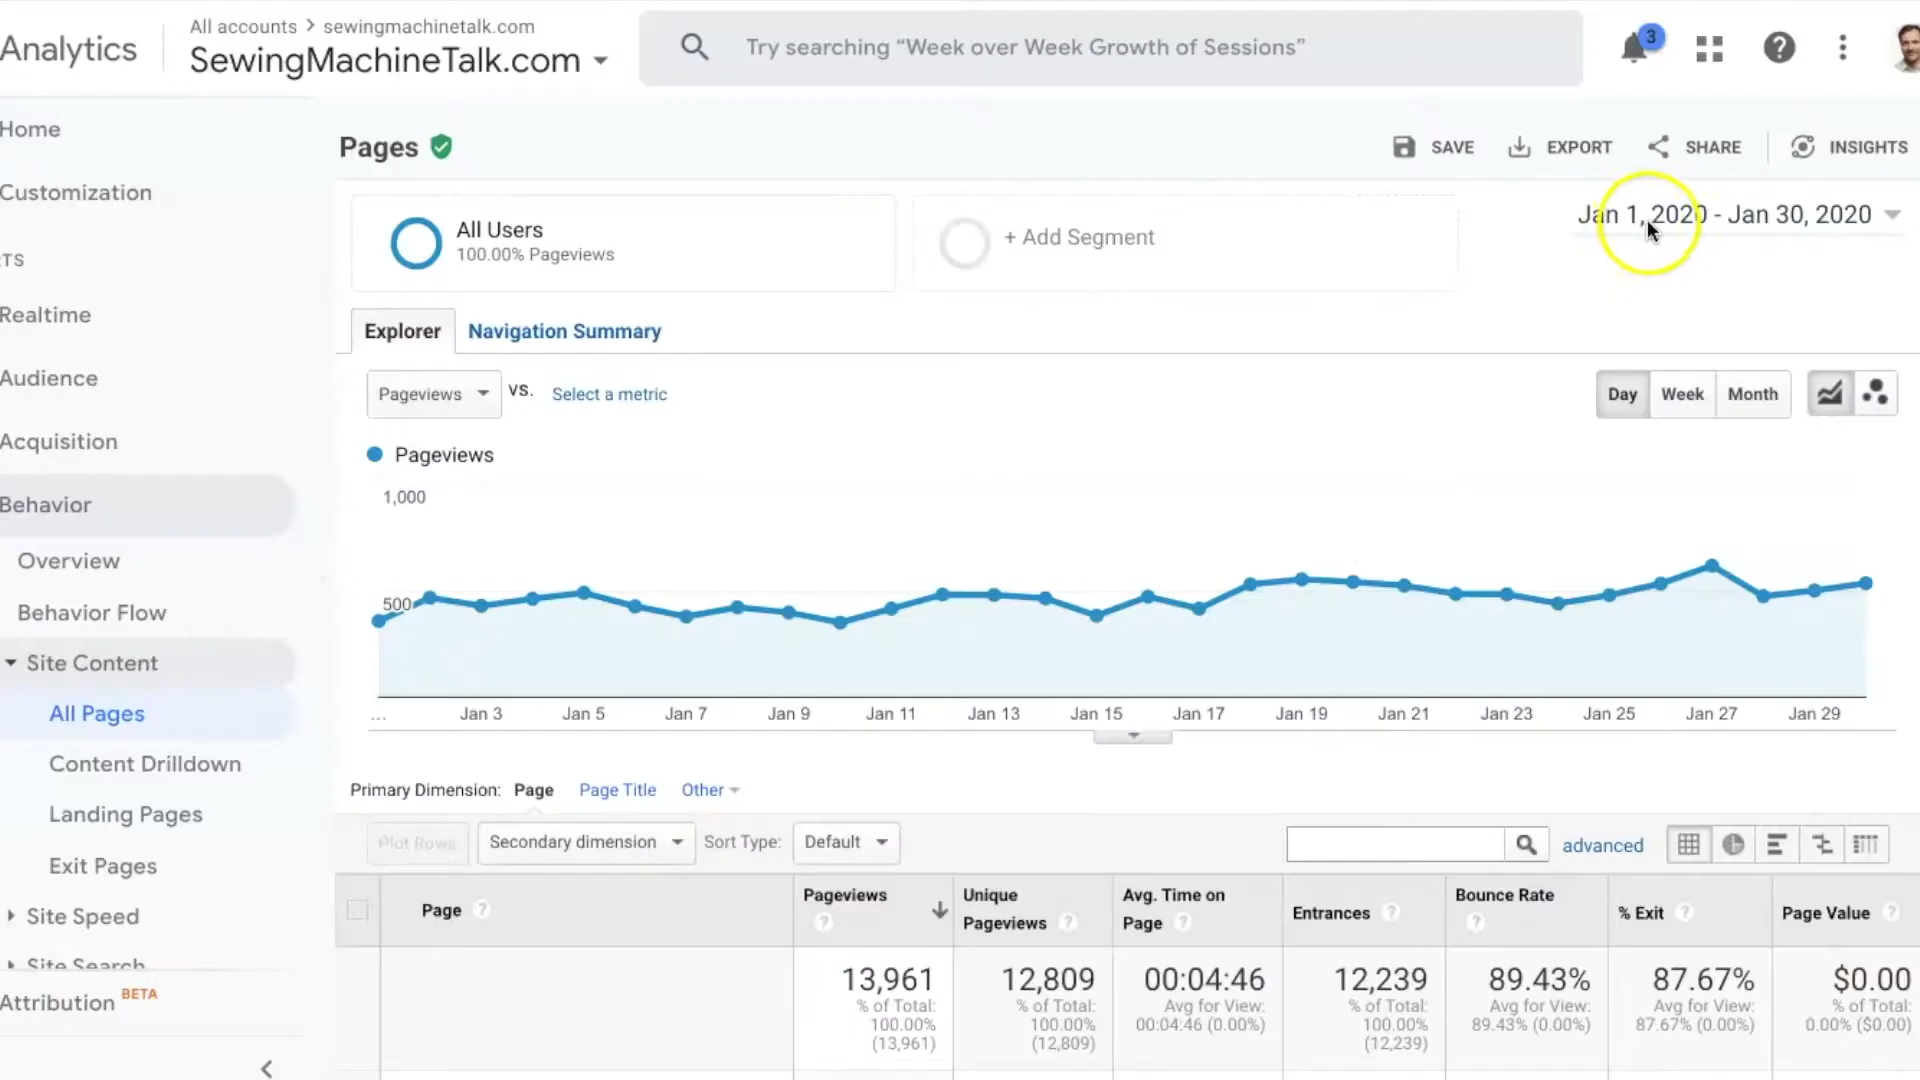 Analytics
All accounts > sewingmachinetalk.com
SewingMachineTalk.com
Try searching “Week over Week Growth of Sessions”
3
Home
Customization
TS
Realtime
Audience
Acquisition
Behavior
Overview
Behavior Flow
Site Content
All Pages
Content Drilldown
Landing Pages
Exit Pages
Site Speed
Site Search
Attribution BETA
Pages
SAVE
EXPORT
SHARE
INSIGHTS
All Users
100.00% Pageviews
+ Add Segment
Jan 1, 2020 - Jan 30, 2020
Explorer
Navigation Summary
Pageviews
VS.
Select a metric
Day
Week
Month
Pageviews
1,000
500
...
Jan 3
Jan 5
Jan 7
Jan 9
Jan 11
Jan 13
Jan 15
Jan 17
Jan 19
Jan 21
Jan 23
Jan 25
Jan 27
Jan 29
Primary Dimension: Page Page Title Other
Plot Rows
Secondary dimension
Sort Type:
Default
advanced
Page ?
Pageviews
?
Unique
Pageviews ?
Avg. Time on
Page ?
Entrances ?
Bounce Rate
?
% Exit ?
Page Value ?
13,961
% of Total:
100.00%
(13,961)
12,809
% of Total:
100.00%
(12,809)
00:04:46
Avg for View:
00:04:46 (0.00%)
12,239
% of Total:
100.00%
(12,239)
89.43%
Avg for View:
89.43% (0.00%)
87.67%
Avg for View:
87.67% (0.00%)
$0.00
% of Total:
0.00% ($0.00)